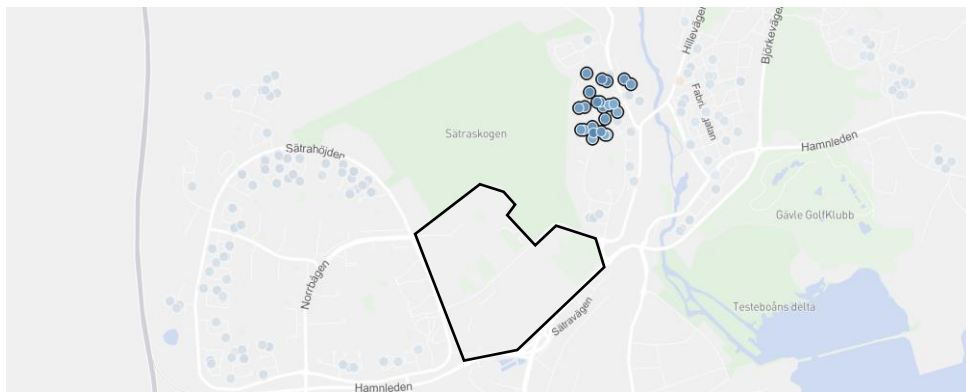 Hillevägen
Björkevägen
Fabriksgatan
Sätraskogen
Hamnleden
Sätrahöjden
Gävle GolfKlubb
Norrbågen
Testeboåns delta
Sätravägen
Hamnleden